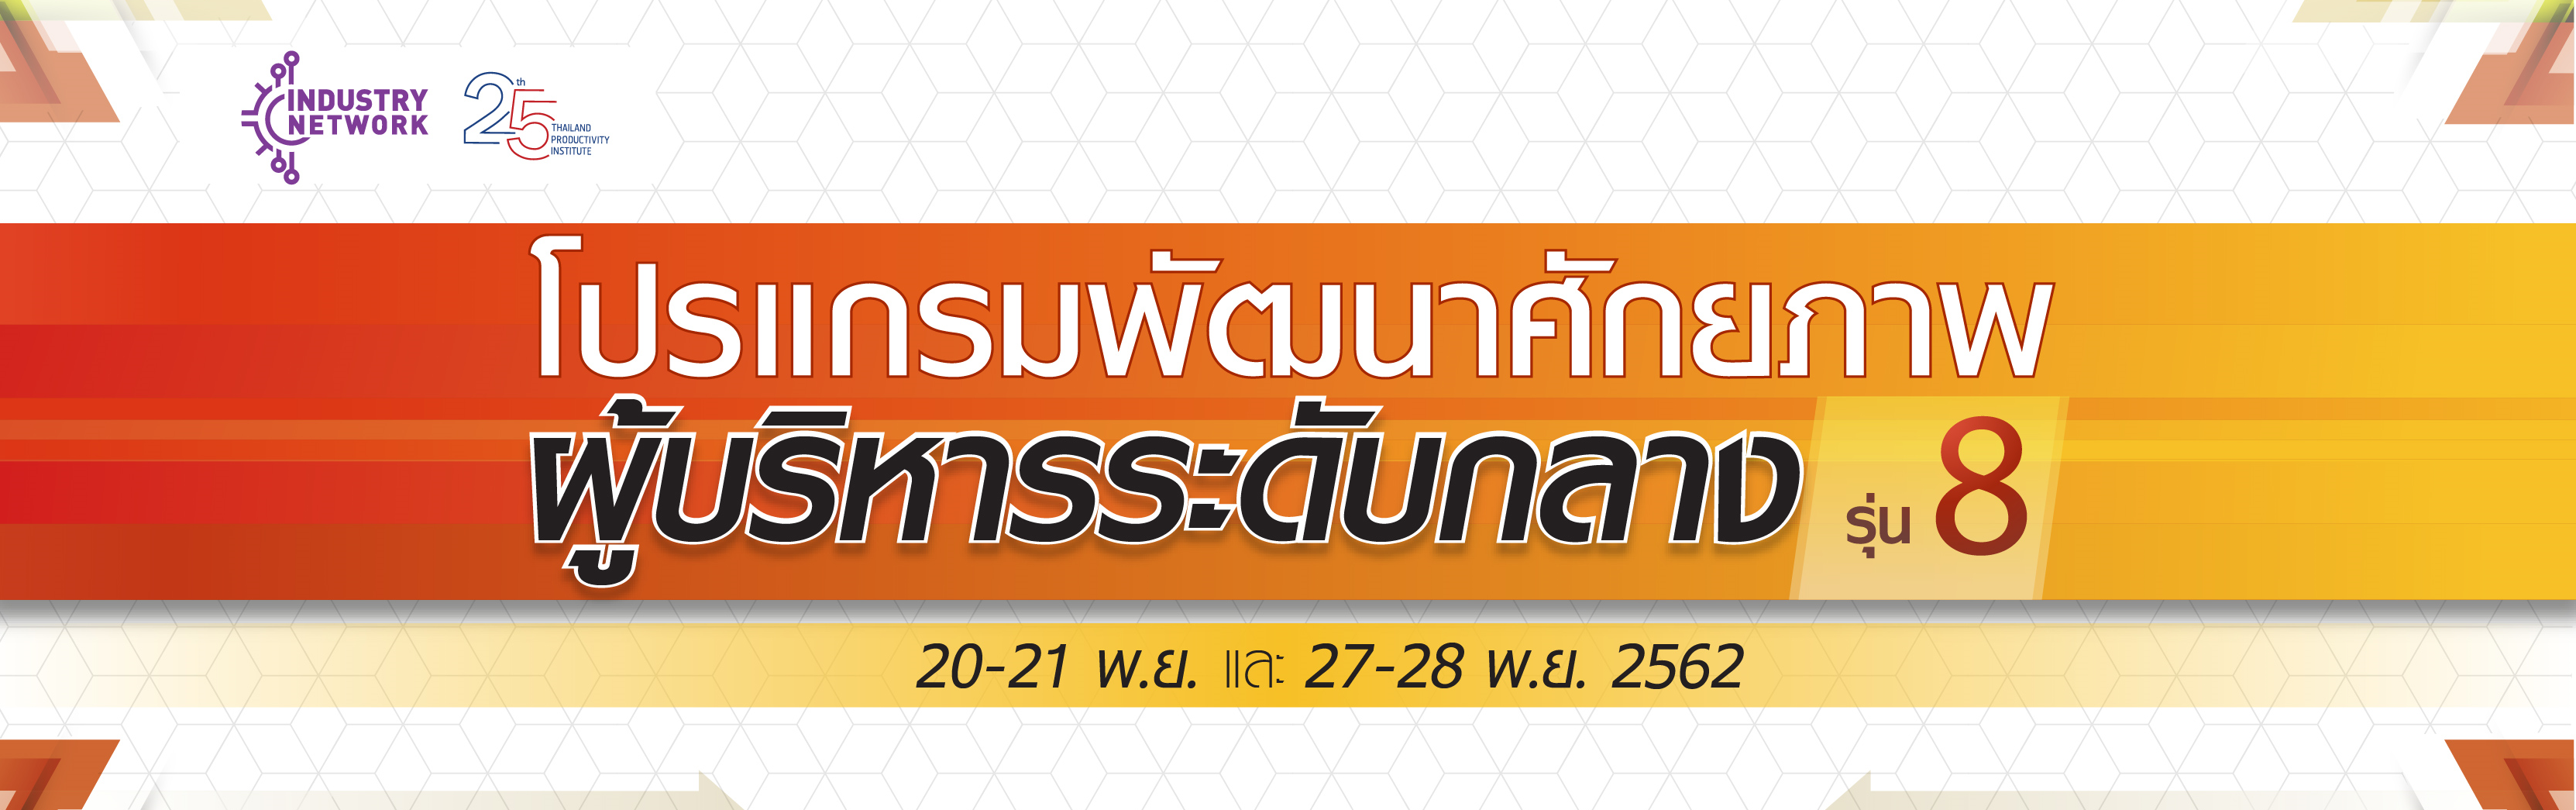 INDUSTRY
NETWORK
25th
THAILAND
PRODUCTIVITY
INSTITUTE
โปรแกรมพัฒนาศักยภาพ
ผู้บริหารระดับกลาง รุ่น 8
20-21 พ.ย. และ 27-28 พ.ย. 2562